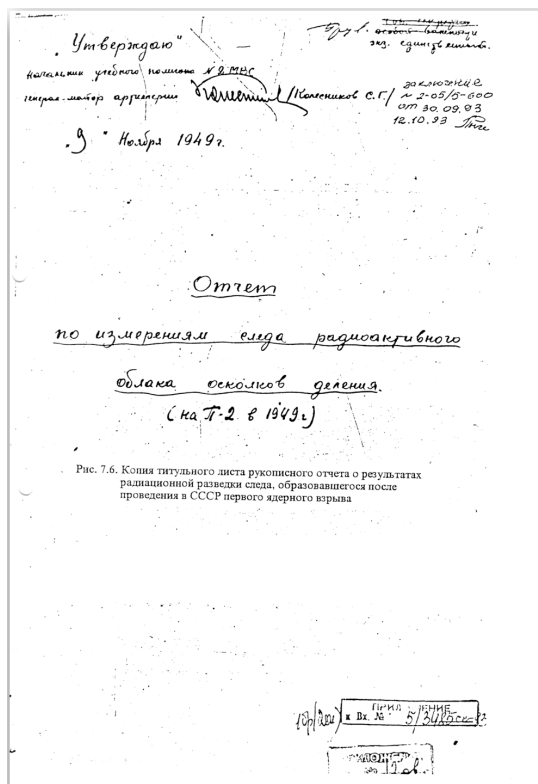 „Утверждаю"
Начальник учебного полигона № 2 МВС
генерал-майор артиллерии /Колесников С.Г./
„9" Ноября 1949г.
экз. единственный.
заключение
№ 2-05/5-600
от 30.09.93
12.10.93
Отчет
по измерениям следа радиоактивного
облака осколков деления.
(на П-2 в 1949г)
Рис. 7.6. Копия титульного листа рукописного отчета о результатах
радиационной разведки следа, образовавшегося после
проведения в СССР первого ядерного взрыва
к Вх. №